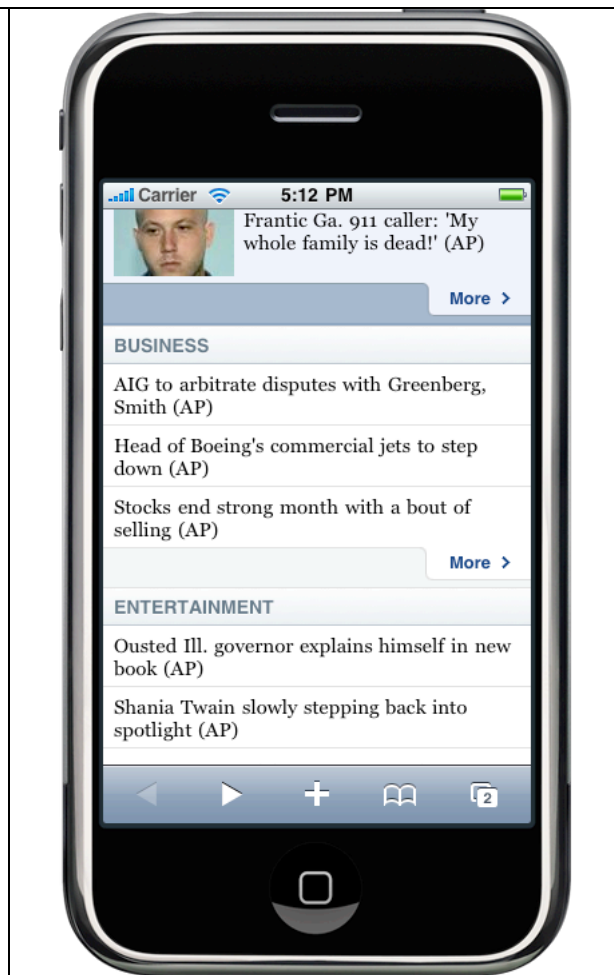 Carrier 5:12 PM
Frantic Ga. 911 caller: 'My
whole family is dead!' (AP)
More >
BUSINESS
AIG to arbitrate disputes with Greenberg,
Smith (AP)
Head of Boeing's commercial jets to step
down (AP)
Stocks end strong month with a bout of
selling (AP)
More >
ENTERTAINMENT
Ousted Ill. governor explains himself in new
book (AP)
Shania Twain slowly stepping back into
spotlight (AP)
2